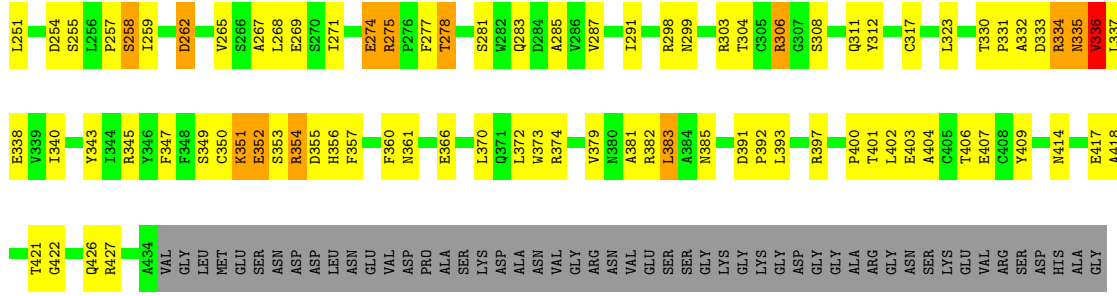 L251 D254 S255 L256 P257 S258 I259 D262 V265 S266 A267 L268 E269 S270 I271 E274 R275 P276 F277 T278 S281 W282 Q283 D284 A285 V286 V287 I291 R298 N299 R303 T304 C305 R306 G307 S308 Q311 Y312 C317 L323 T330 P331 A332 D333 R334 N335 V336 L337
E338 V339 I340 Y343 I344 R345 Y346 F347 F348 S349 C350 K351 E352 S353 R354 D355 H356 F357 F360 N361 E366 L370 Q371 L372 W373 R374 V379 N380 A381 R382 L383 A384 N385 D391 P392 L393 R397 P400 T401 L402 E403 A404 C405 T406 E407 C408 Y409 N414 E417 A418
T421 G422 Q426 R427 A434 VAL GLY LEU MET GLU SER ASN ASP ASP LEU ASN GLU VAL ASP PRO ALA SER LYS ASP ALA ASN VAL GLY ARG ASN VAL GLU SER SER GLY LYS GLY LYS GLY ASP GLY GLY ALA ARG GLY ASN SER LYS GLU VAL ARG SER ASP HIS ALA GLY